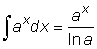 ∫aˣdx = aˣ / ln a